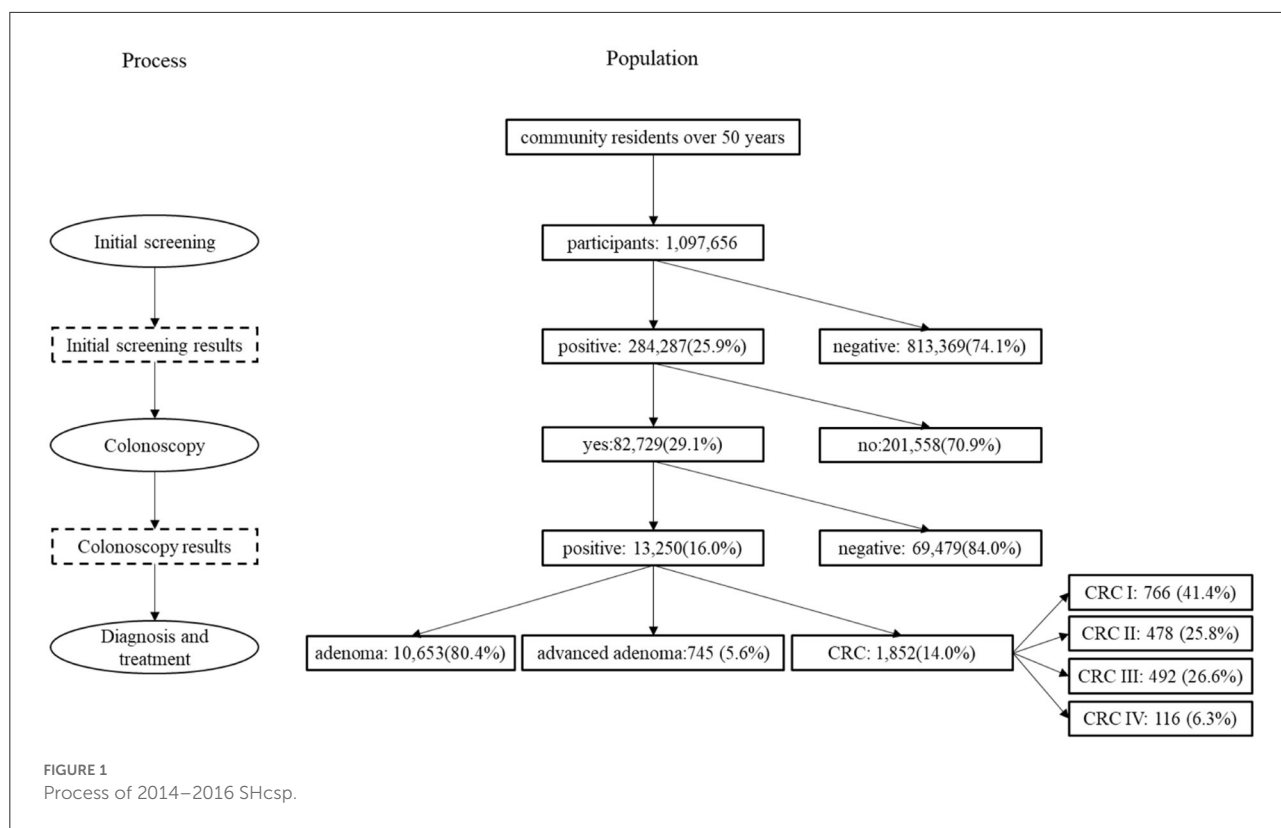 Process
Population
community residents over 50 years
Initial screening
participants: 1,097,656
Initial screening results
positive: 284,287(25.9%)
negative: 813,369(74.1%)
Colonoscopy
yes:82,729(29.1%)
no:201,558(70.9%)
Colonoscopy results
positive: 13,250(16.0%)
negative: 69,479(84.0%)
Diagnosis and
treatment
adenoma: 10,653(80.4%)
advanced adenoma:745 (5.6%)
CRC: 1,852(14.0%)
CRC I: 766 (41.4%)
CRC II: 478 (25.8%)
CRC III: 492 (26.6%)
CRC IV: 116 (6.3%)
FIGURE 1
Process of 2014–2016 SHcsp.